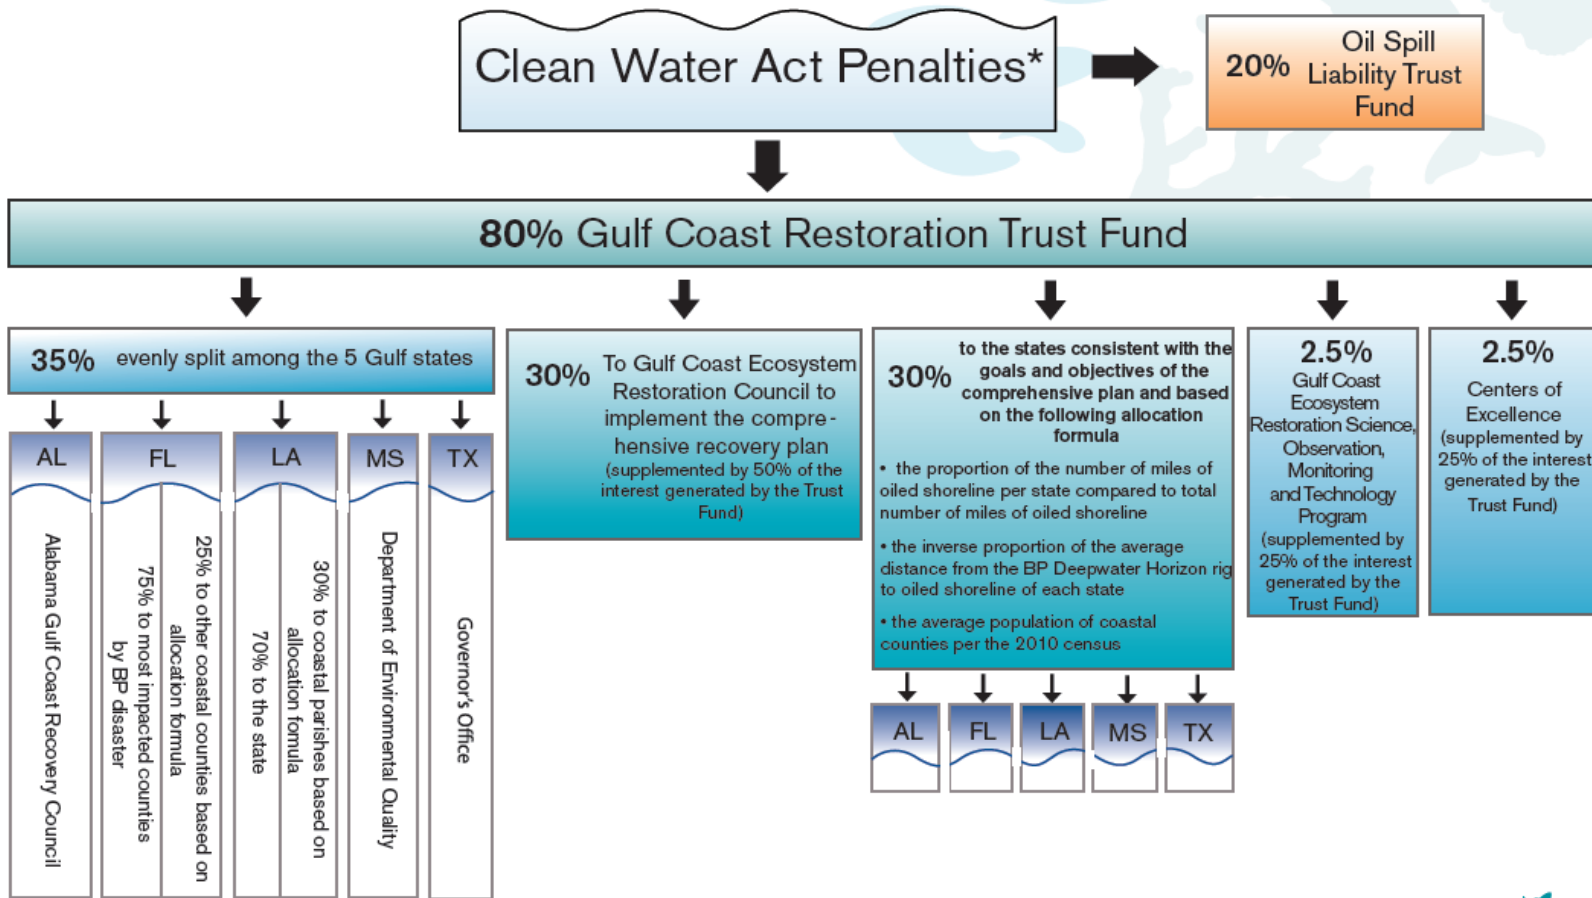 Clean Water Act Penalties*
20%
Oil Spill
Liability Trust
Fund
80% Gulf Coast Restoration Trust Fund
35% evenly split among the 5 Gulf states
AL
Alabama Gulf Coast Recovery Council
FL
25% to other coastal counties based on
allocation formula
75% to most impacted counties
by BP disaster
LA
30% to coastal parishes based on
allocation fomula
70% to the state
MS
Department of Environmental Quality
TX
Governor's Office
30%
To Gulf Coast Ecosystem
Restoration Council to
implement the compre-
hensive recovery plan
(supplemented by 50% of the
interest generated by the Trust
Fund)
30%
to the states consistent with the
goals and objectives of the
comprehensive plan and based
on the following allocation
formula
• the proportion of the number of miles of
oiled shoreline per state compared to total
number of miles of oiled shoreline
• the inverse proportion of the average
distance from the BP Deepwater Horizon rig
to oiled shoreline of each state
• the average population of coastal
counties per the 2010 census
AL
FL
LA
MS
TX
2.5%
Gulf Coast
Ecosystem
Restoration Science,
Observation,
Monitoring
and Technology
Program
(supplemented by
25% of the interest
generated by the
Trust Fund)
2.5%
Centers of
Excellence
(supplemented by
25% of the interest
generated by the
Trust Fund)